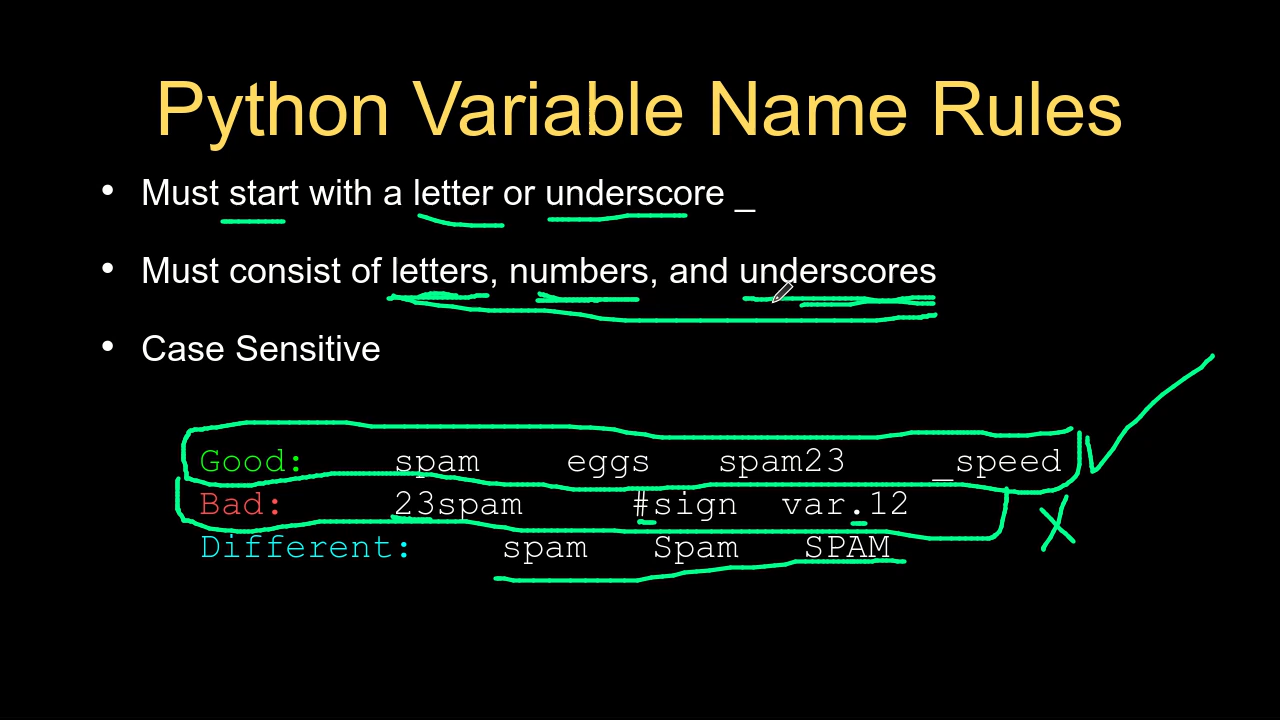 Python Variable Name Rules
• Must start with a letter or underscore _
• Must consist of letters, numbers, and underscores
• Case Sensitive
Good: spam eggs spam23 _speed
Bad: 23spam #sign var.12
Different: spam Spam SPAM